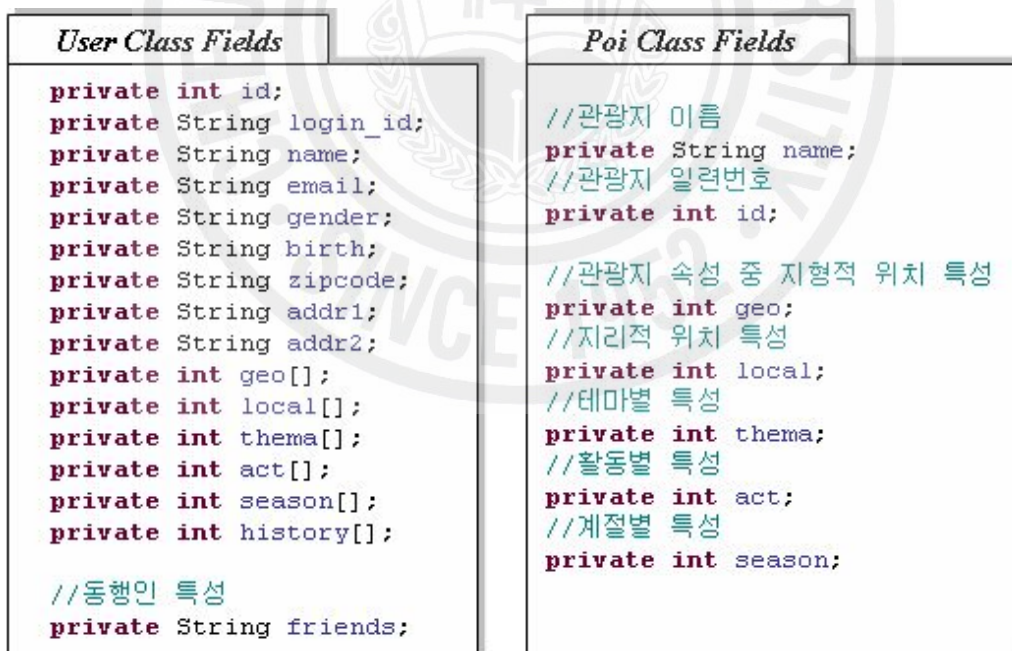 User Class Fields
private int id;
private String login_id;
private String name;
private String email;
private String gender;
private String birth;
private String zipcode;
private String addr1;
private String addr2;
private int geo[];
private int local[];
private int thema[];
private int act[];
private int season[];
private int history[];
//동행인 특성
private String friends;
Poi Class Fields
//관광지 이름
private String name;
//관광지 일련번호
private int id;
//관광지 속성 중 지형적 위치 특성
private int geo;
//지리적 위치 특성
private int local;
//테마별 특성
private int thema;
//활동별 특성
private int act;
//계절별 특성
private int season;
SINCE 1952